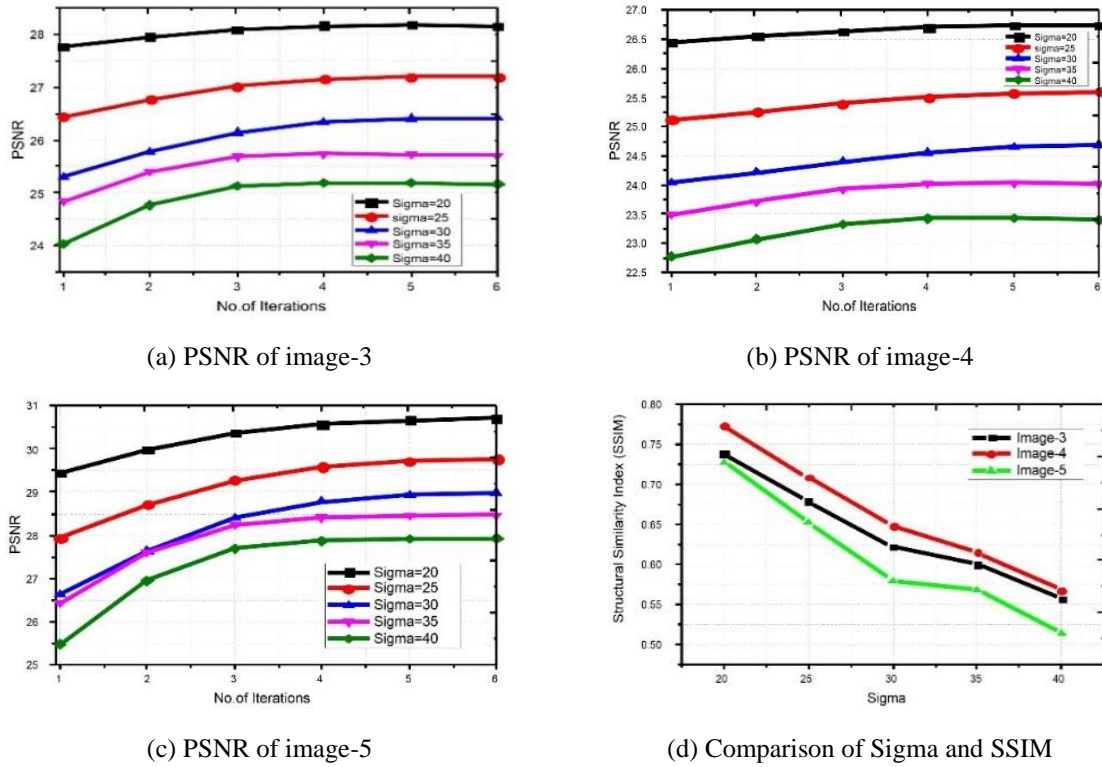 28
27
26
25
24
PSNR
1 2 3 4 5 6
No.of Iterations
Sigma=20
sigma=25
Sigma=30
Sigma=35
Sigma=40
(a) PSNR of image-3
27.0
26.5
26.0
25.5
25.0
24.5
24.0
23.5
23.0
22.5
PSNR
1 2 3 4 5 6
No.of Iterations
Sigma=20
sigma=25
Sigma=30
Sigma=35
Sigma=40
(b) PSNR of image-4
31
30
29
28
27
26
25
PSNR
1 2 3 4 5 6
No.of Iterations
Sigma=20
Sigma=25
Sigma=30
Sigma=35
Sigma=40
(c) PSNR of image-5
0.80
0.75
0.70
0.65
0.60
0.55
0.50
Structural Similarity Index (SSIM)
20 25 30 35 40
Sigma
Image-3
Image-4
Image-5
(d) Comparison of Sigma and SSIM